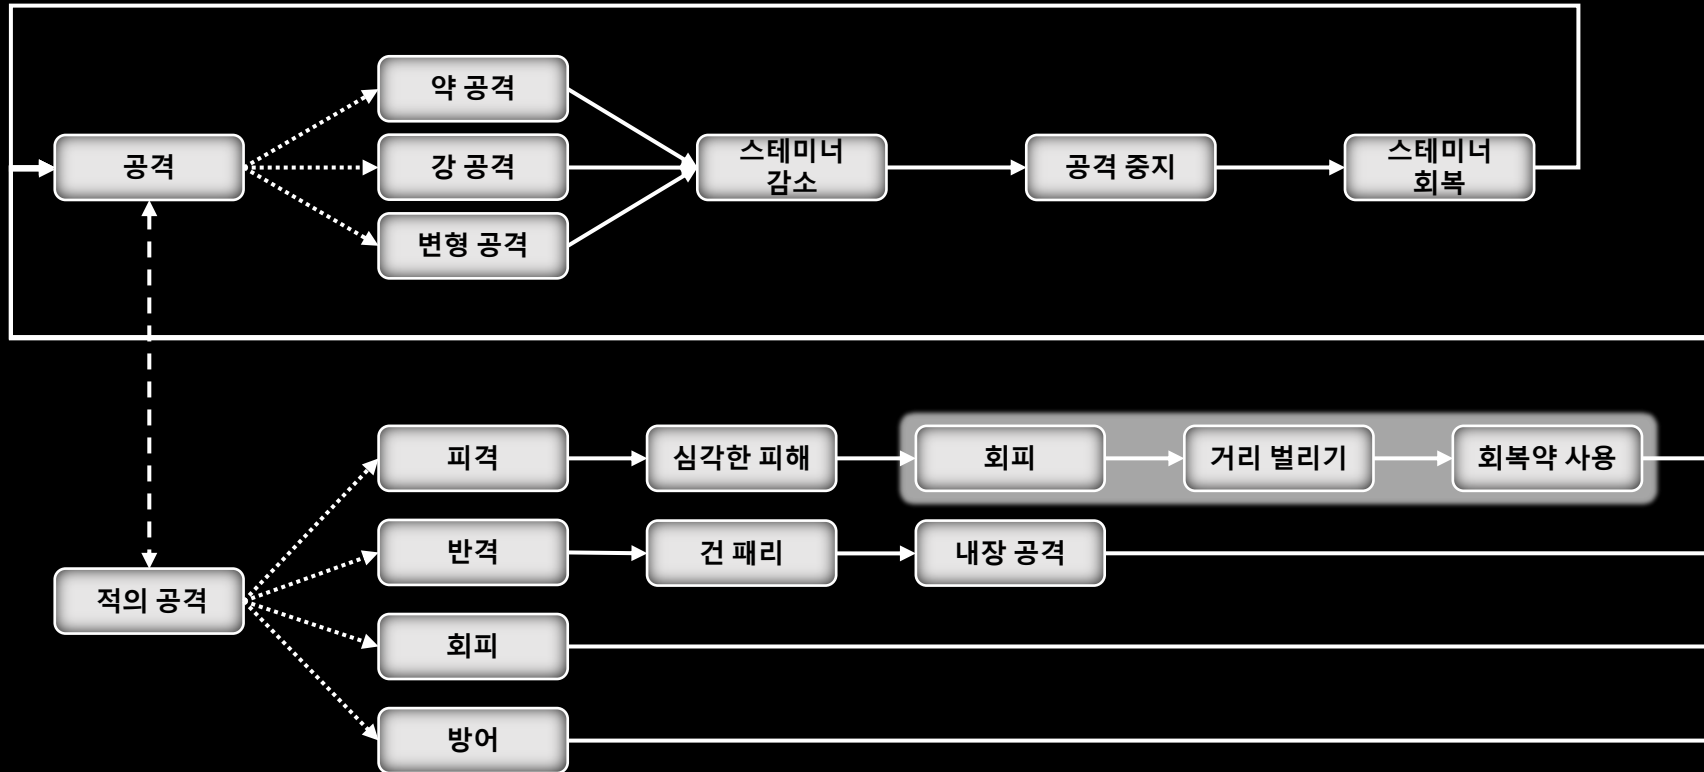 약 공격
공격
강 공격
스테미너
감소
공격 중지
스테미너
회복
변형 공격
피격
심각한 피해
회피
거리 벌리기
회복약 사용
반격
건 패리
내장 공격
적의 공격
회피
방어